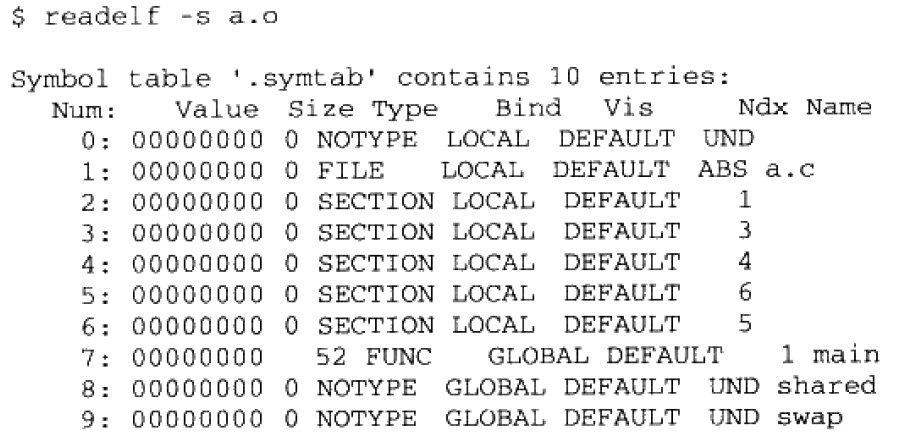 $ readelf -s a.o
Symbol table '.symtab' contains 10 entries:
Num: Value Size Type Bind Vis Ndx Name
0: 00000000 0 NOTYPE LOCAL DEFAULT UND
1: 00000000 0 FILE LOCAL DEFAULT ABS a.c
2: 00000000 0 SECTION LOCAL DEFAULT 1
3: 00000000 0 SECTION LOCAL DEFAULT 3
4: 00000000 0 SECTION LOCAL DEFAULT 4
5: 00000000 0 SECTION LOCAL DEFAULT 6
6: 00000000 0 SECTION LOCAL DEFAULT 5
7: 00000000 52 FUNC GLOBAL DEFAULT 1 main
8: 00000000 0 NOTYPE GLOBAL DEFAULT UND shared
9: 00000000 0 NOTYPE GLOBAL DEFAULT UND swap